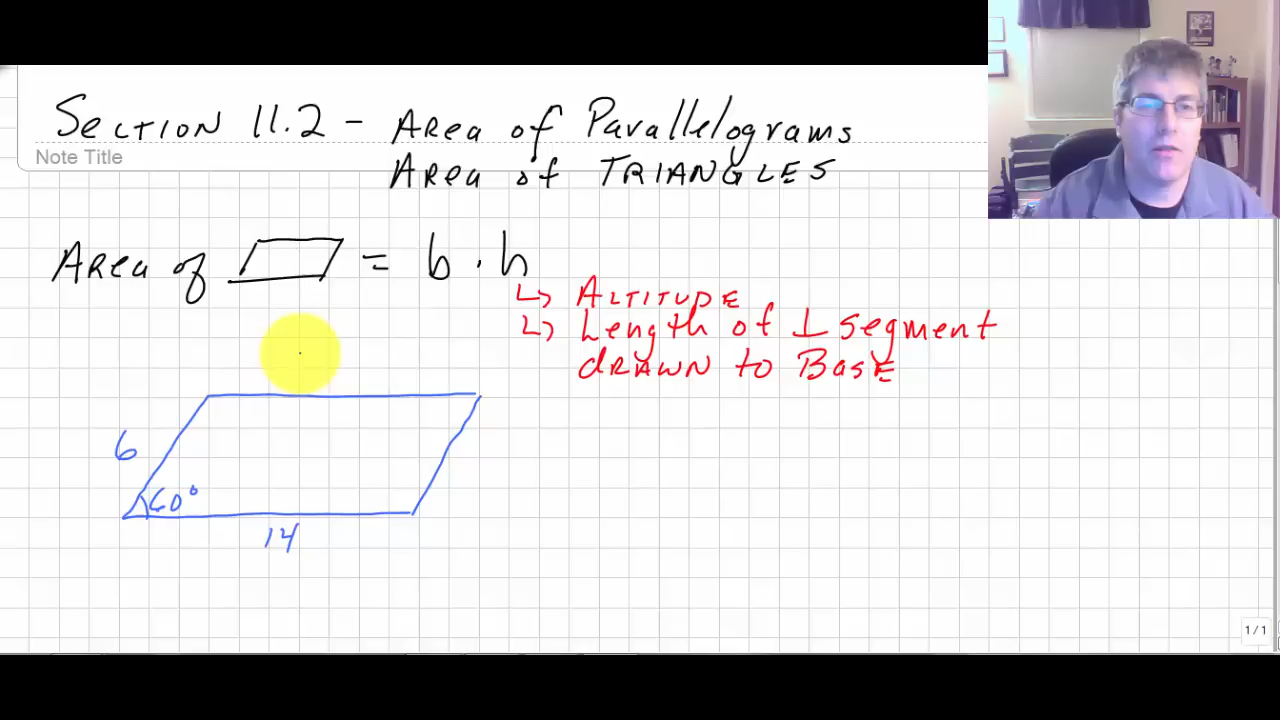 SECTION 11.2 - AREA OF Parallelograms
Note Title
AREA OF TRIANGLES
Area of = b · h
↳ ALTITUDE
↳ Length of ⊥ segment
drawn to Base
6
60°
14
1 / 1